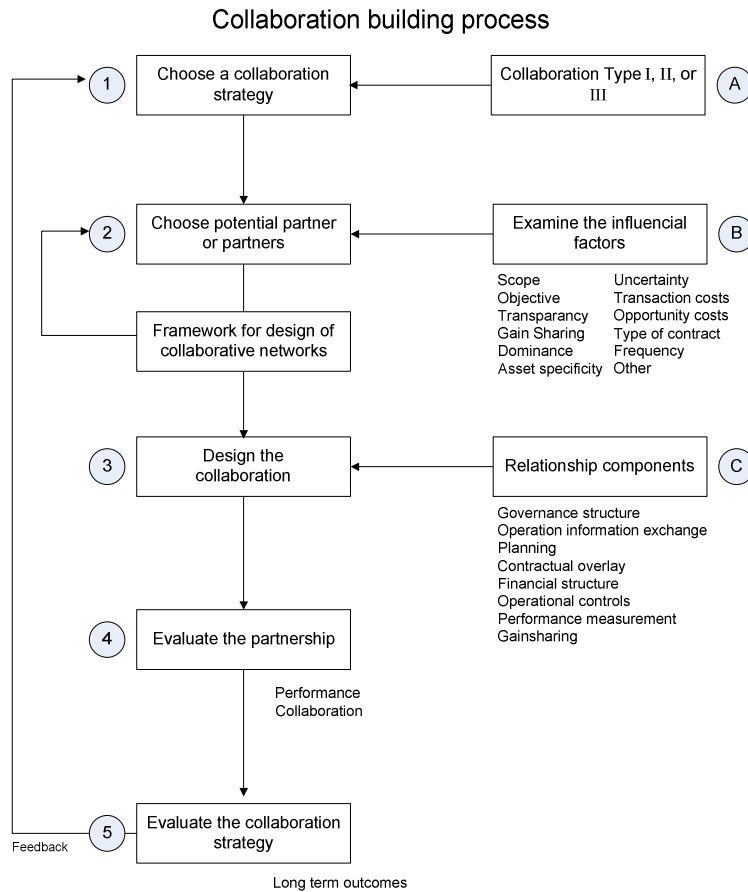 Collaboration building process
1
Choose a collaboration
strategy
Collaboration Type I, II, or
III
A
2
Choose potential partner
or partners
Examine the influencial
factors
B
Scope
Objective
Transparancy
Gain Sharing
Dominance
Asset specificity
Uncertainty
Transaction costs
Opportunity costs
Type of contract
Frequency
Other
Framework for design of
collaborative networks
3
Design the
collaboration
Relationship components
C
Governance structure
Operation information exchange
Planning
Contractual overlay
Financial structure
Operational controls
Performance measurement
Gainsharing
4
Evaluate the partnership
Performance
Collaboration
5
Evaluate the collaboration
strategy
Feedback
Long term outcomes